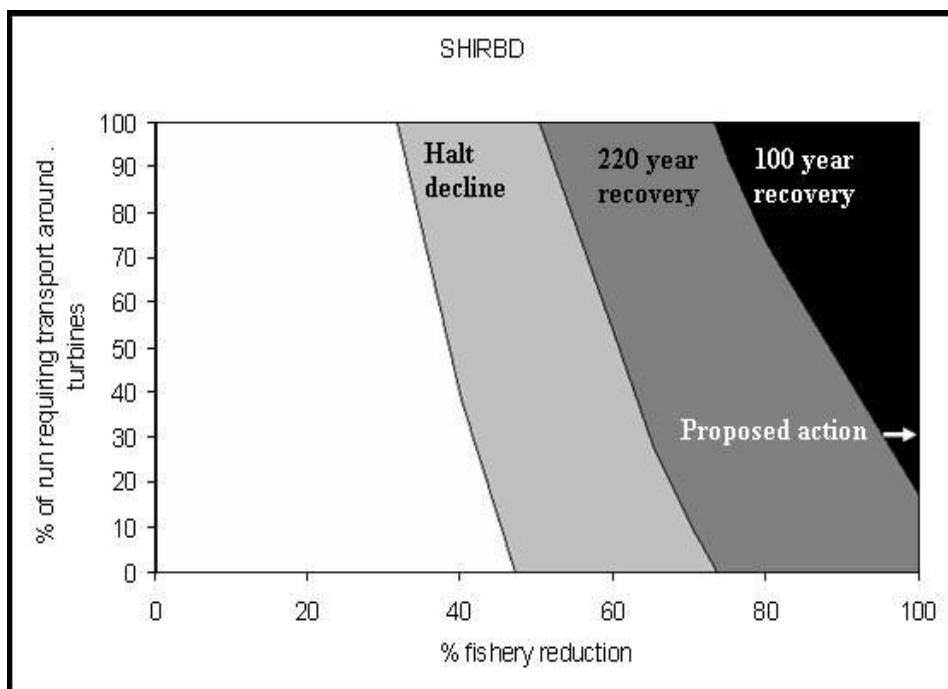 SHIRBD
% of run requiring transport around .
turbines
100
90
80
70
60
50
40
30
20
10
0
Halt
decline
220 year
recovery
100 year
recovery
Proposed action
0
20
40
60
80
100
% fishery reduction